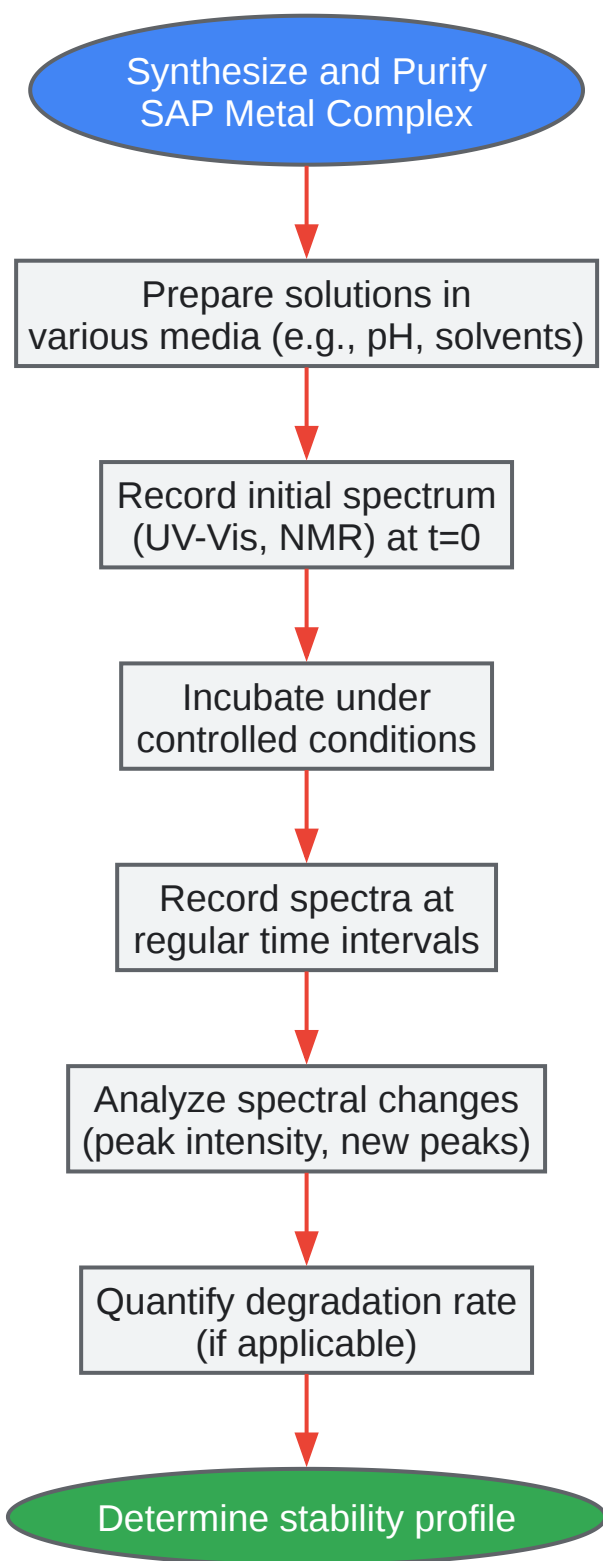 Synthesize and Purify
SAP Metal Complex
Prepare solutions in
various media (e.g., pH, solvents)
Record initial spectrum
(UV-Vis, NMR) at t=0
Incubate under
controlled conditions
Record spectra at
regular time intervals
Analyze spectral changes
(peak intensity, new peaks)
Quantify degradation rate
(if applicable)
Determine stability profile